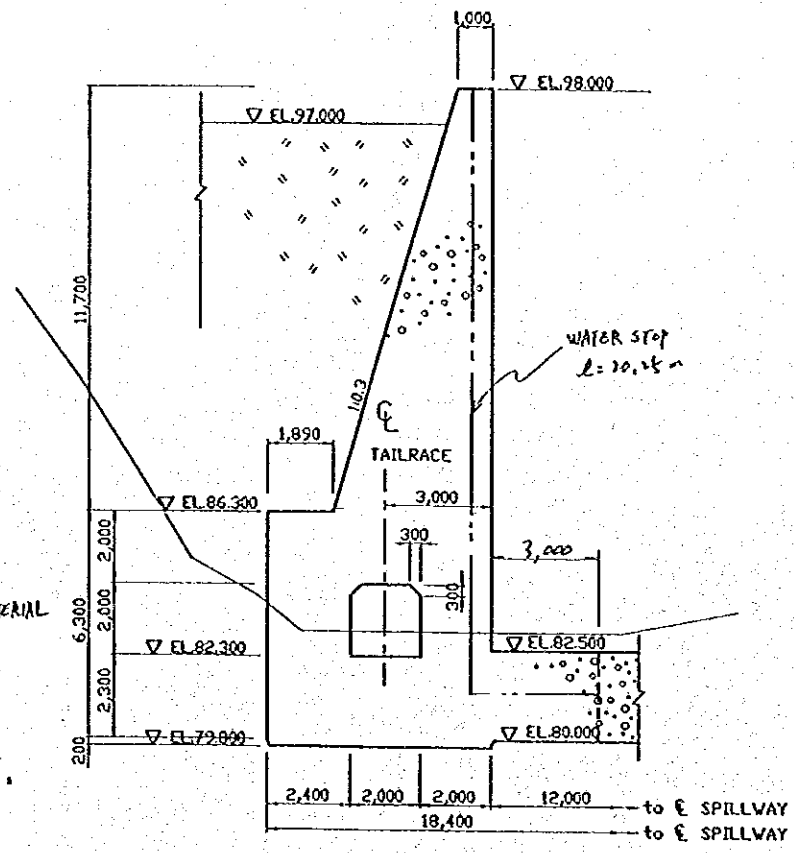 1,000
▽ EL.98.000
▽ EL.97.000
11,700
WATER STOP
1:0.3
℄
TAILRACE
1,890
3,000
▽ EL.86.300
300
3,000
2,000
300
ERIAL
6,300
2,000
▽ EL.82.300
▽ EL.82.500
2,300
200
▽ EL.79.800
▽ EL.80.000
2,400 2,000 2,000 12,000 to ℄ SPILLWAY
18,400 to ℄ SPILLWAY